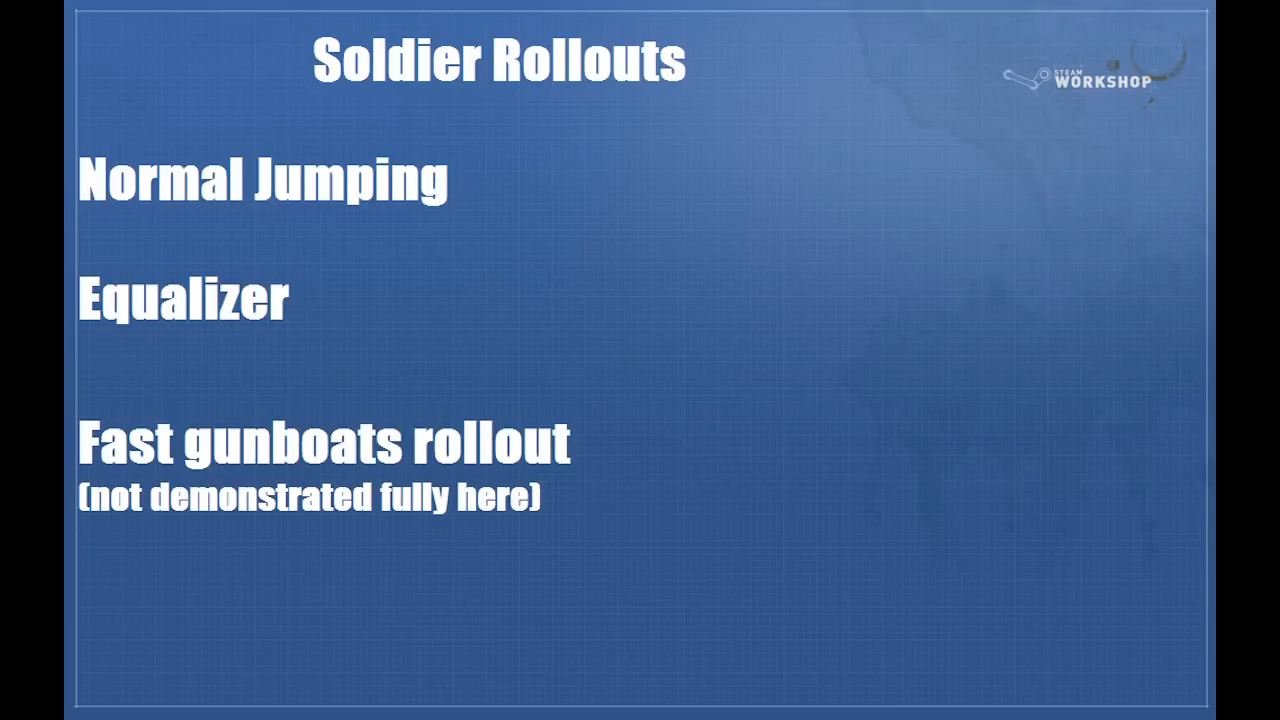 Soldier Rollouts
STEAM
WORKSHOP
Normal Jumping
Equalizer
Fast gunboats rollout
(not demonstrated fully here)